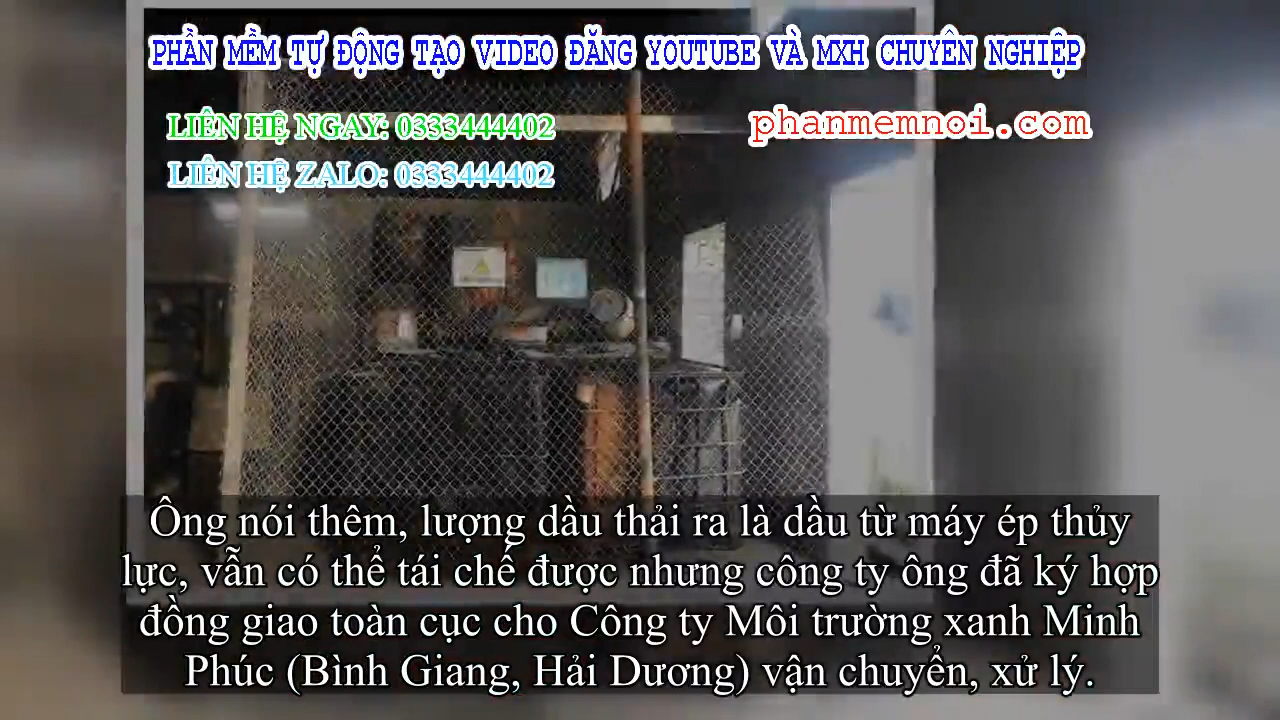 PHẦN MỀM TỰ ĐỘNG TẠO VIDEO ĐĂNG YOUTUBE VÀ MXH CHUYÊN NGHIỆP
LIÊN HỆ NGAY: 0333444402
phanmemnoi.com
LIÊN HỆ ZALO: 0333444402
Ông nói thêm, lượng dầu thải ra là dầu từ máy ép thủy
lực, vẫn có thể tái chế được nhưng công ty ông đã ký hợp
đồng giao toàn cục cho Công ty Môi trường xanh Minh
Phúc (Bình Giang, Hải Dương) vận chuyển, xử lý.